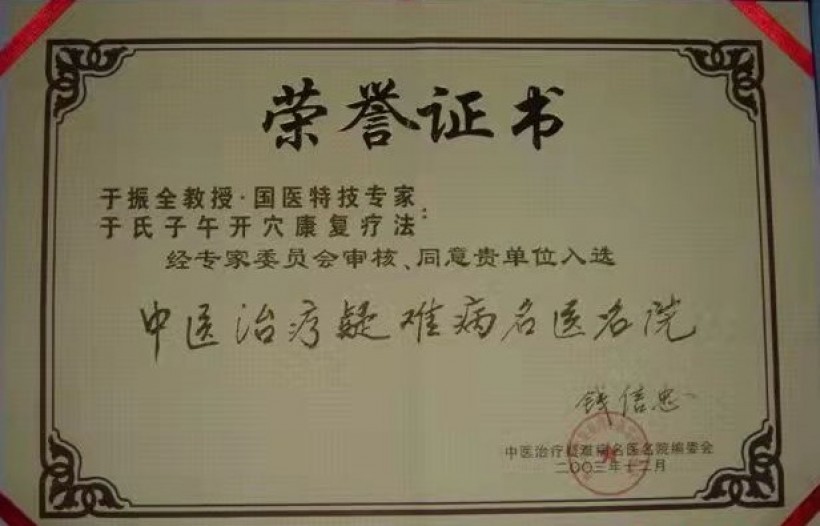 荣誉证书
于振全教授·国医特技专家
于氏子午开穴康复疗法:
经专家委员会审核、同意贵单位入选
中医治疗疑难病名医名院
钱信忠
中医治疗疑难病名医名院编委会
二〇〇三年十二月